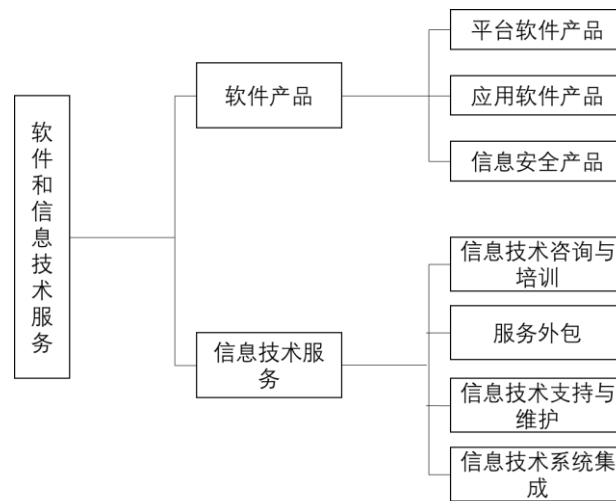 软件和信息技术服务
软件产品
平台软件产品
应用软件产品
信息安全产品
信息技术服
务
信息技术咨询与
培训
服务外包
信息技术支持与
维护
信息技术系统集
成